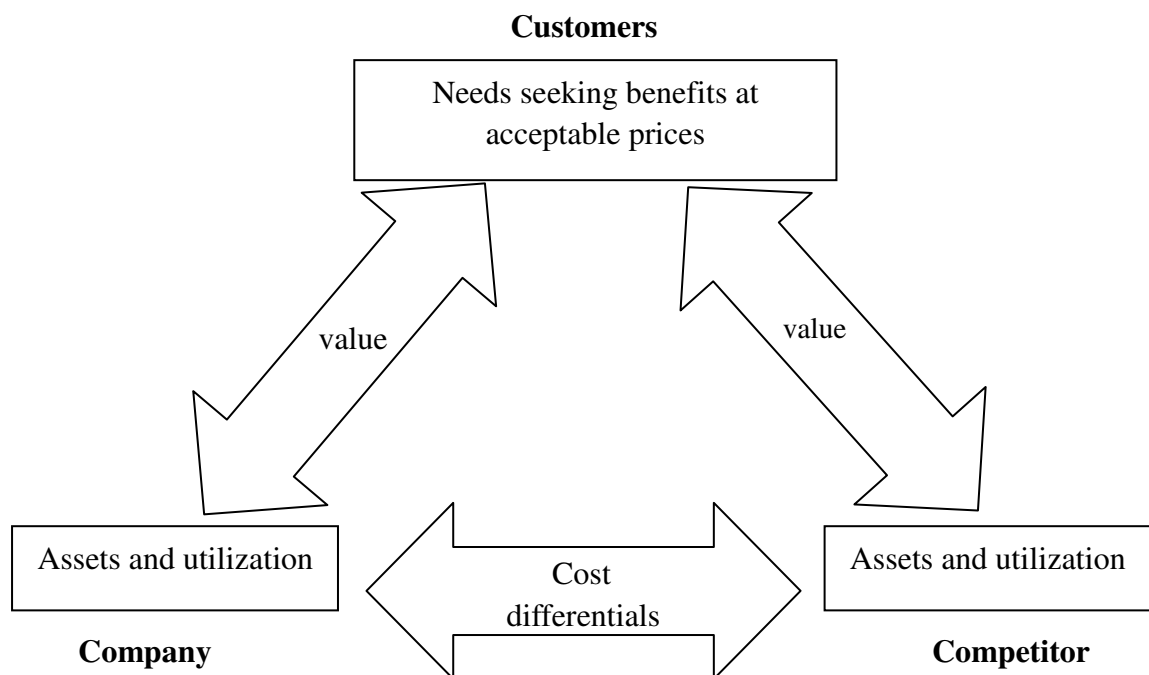 Customers
Needs seeking benefits at
acceptable prices
value
value
Assets and utilization
Cost
differentials
Assets and utilization
Company
Competitor